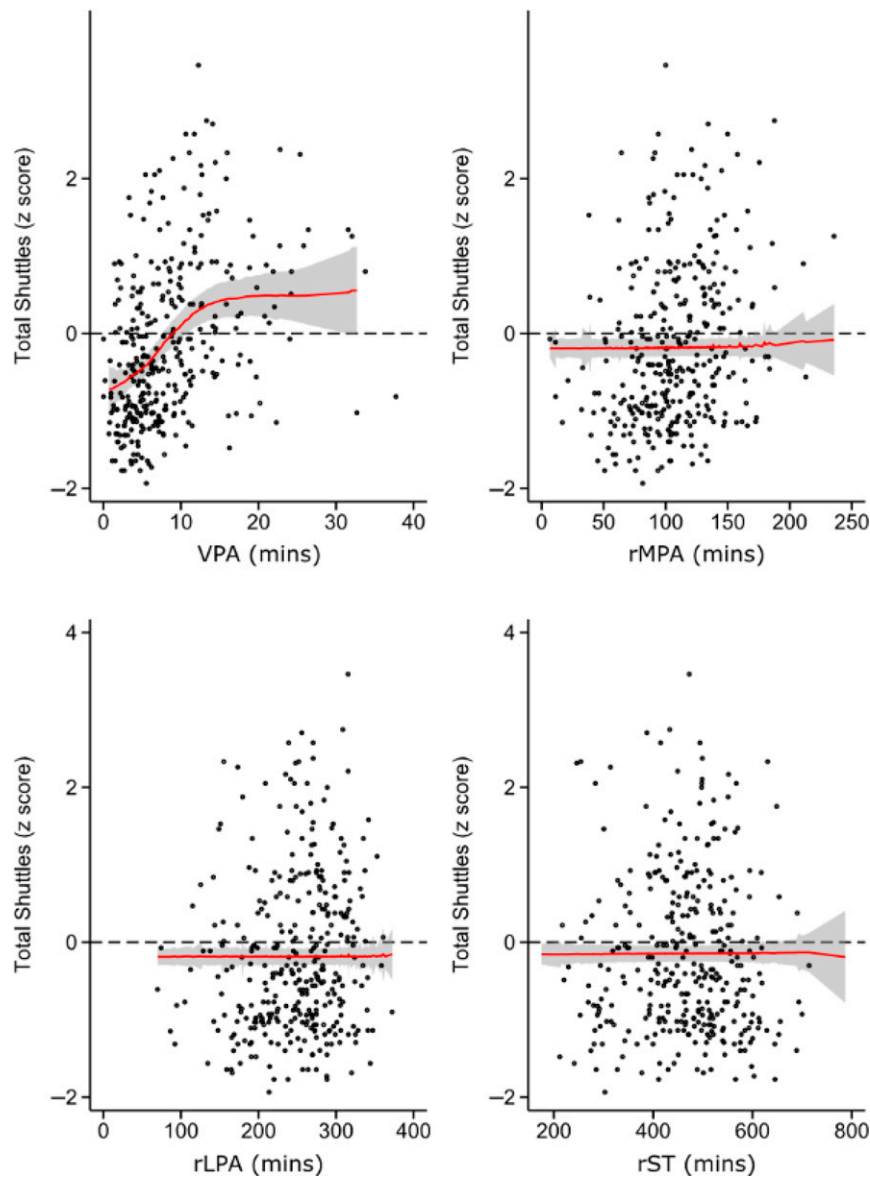 Total Shuttles (z score)
2
0
−2
0 10 20 30 40
VPA (mins)
Total Shuttles (z score)
2
0
−2
0 50 100 150 200 250
rMPA (mins)
Total Shuttles (z score)
4
2
0
−2
0 100 200 300 400
rLPA (mins)
Total Shuttles (z score)
4
2
0
−2
200 400 600 800
rST (mins)